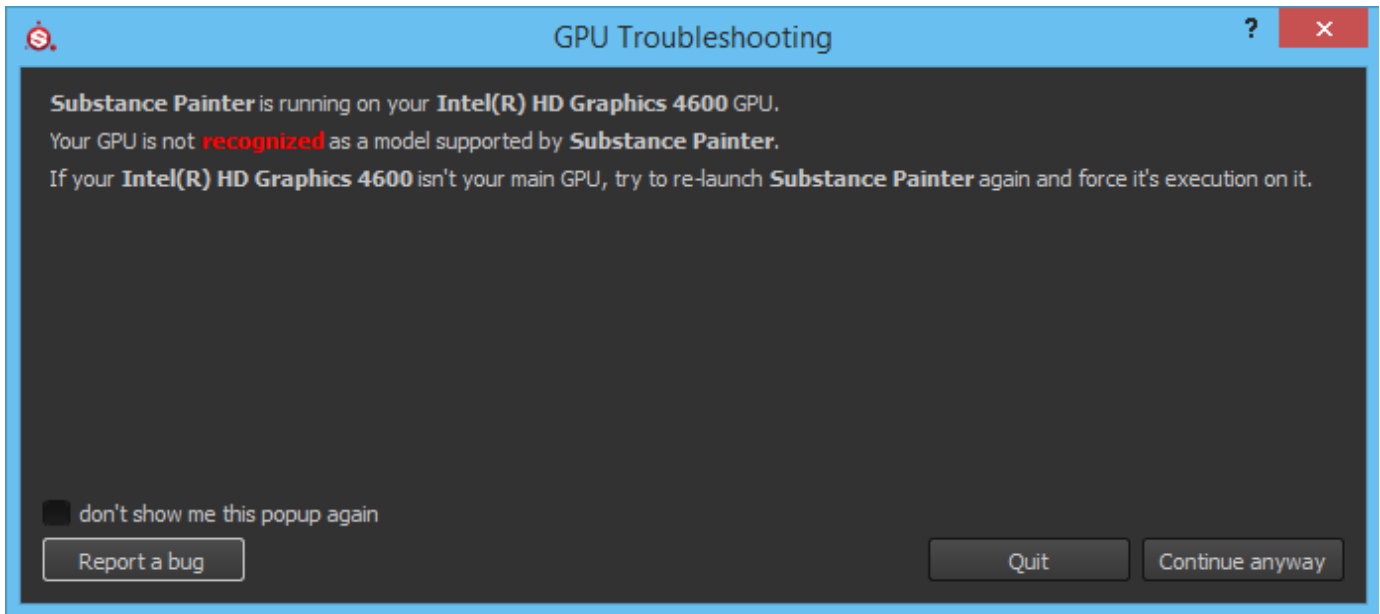 GPU Troubleshooting
?
Substance Painter is running on your Intel(R) HD Graphics 4600 GPU.
Your GPU is not recognized as a model supported by Substance Painter.
If your Intel(R) HD Graphics 4600 isn't your main GPU, try to re-launch Substance Painter again and force it's execution on it.
don't show me this popup again
Report a bug
Quit
Continue anyway